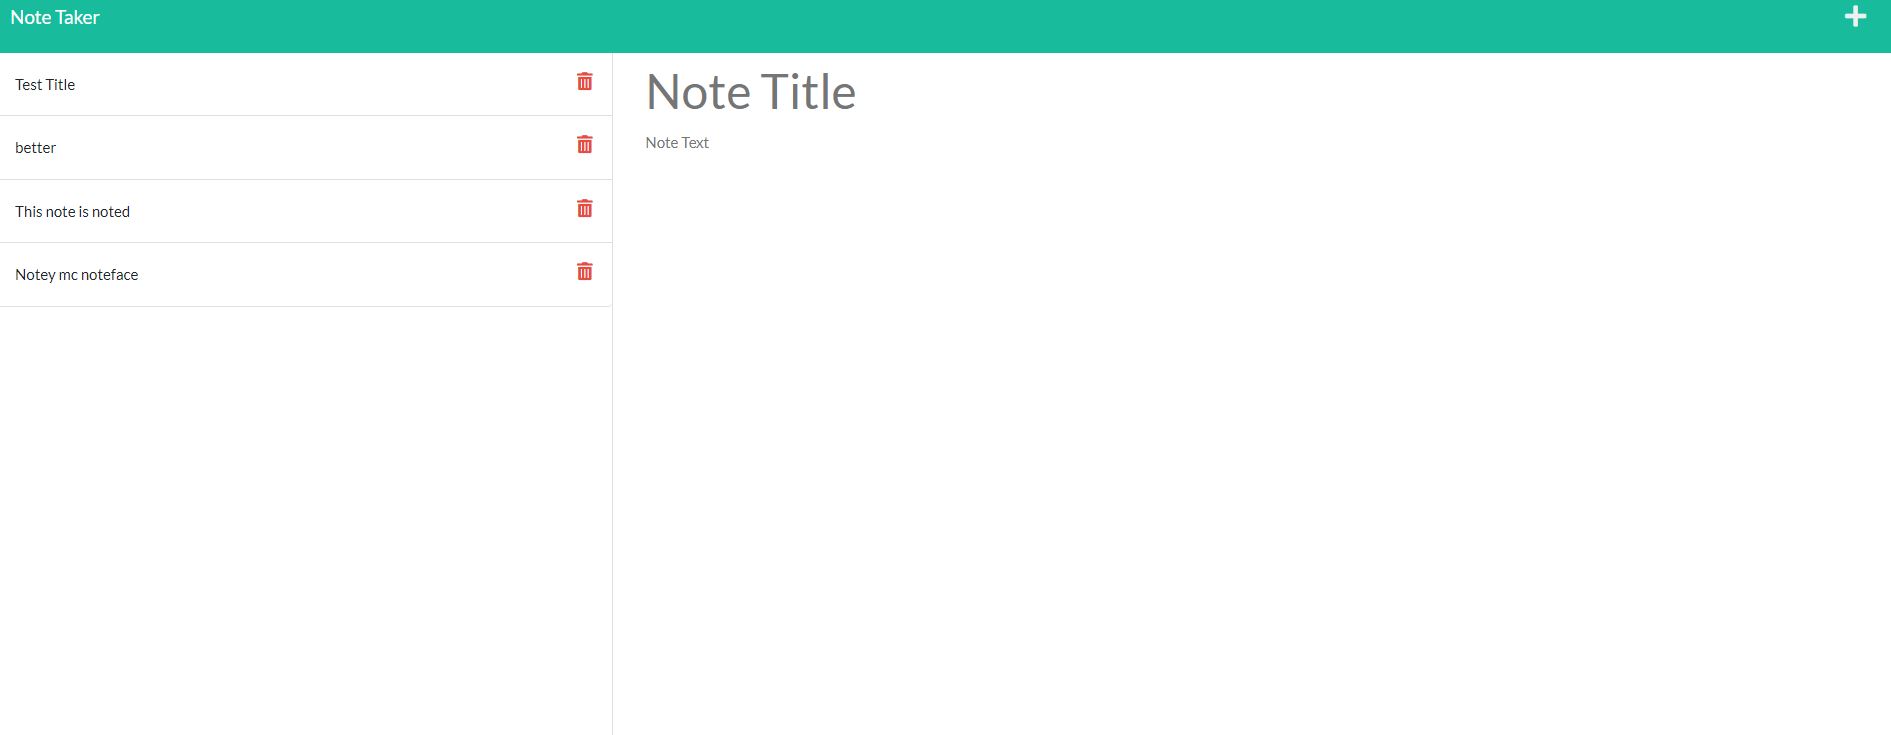 Note Taker
Test Title
better
This note is noted
Notey mc noteface
Note Title
Note Text